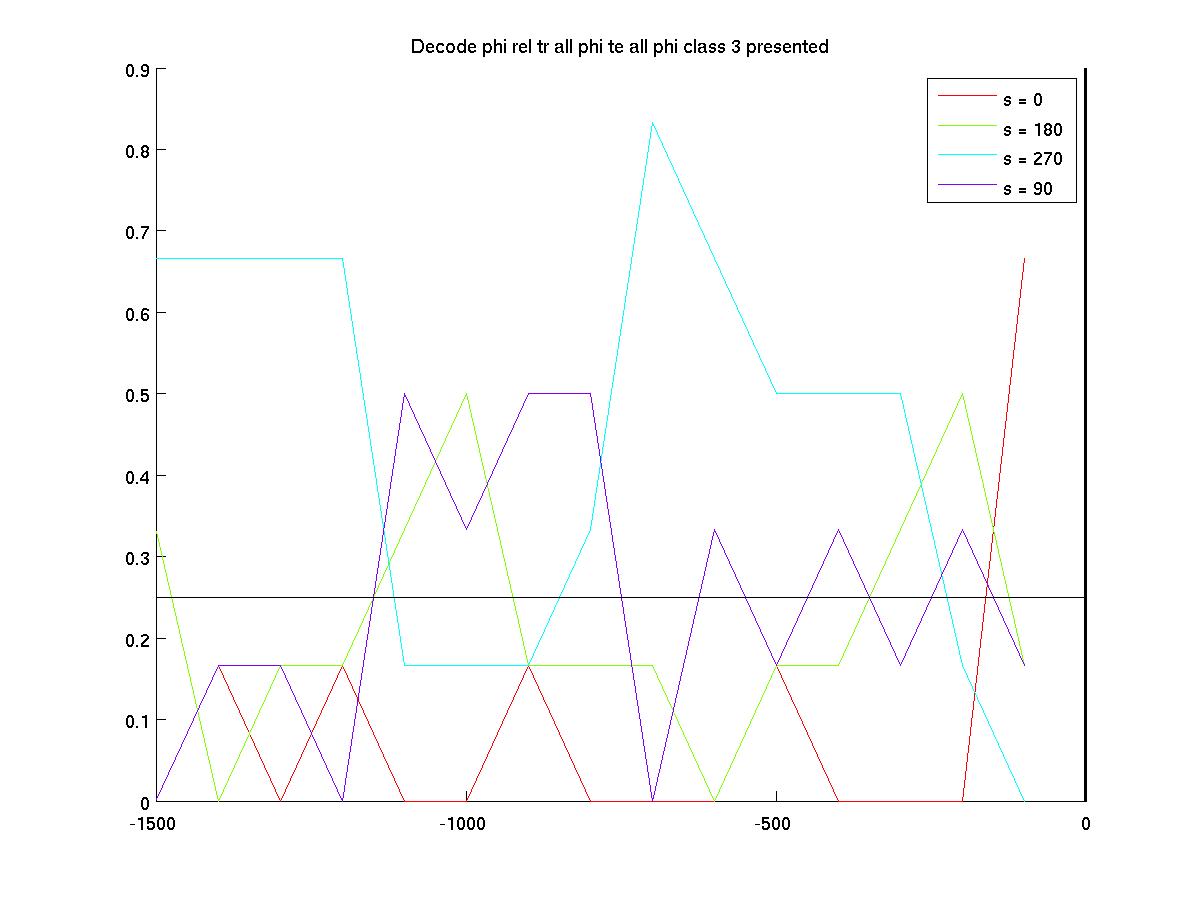 Decode phi rel tr all phi te all phi class 3 presented
0.9
0.8
0.7
0.6
0.5
0.4
0.3
0.2
0.1
0
-1500
-1000
-500
0
s = 0
s = 180
s = 270
s = 90